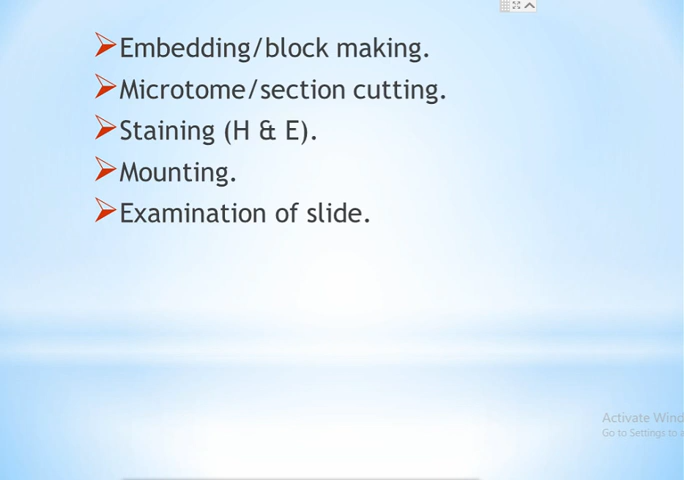 Embedding/block making.
Microtome/section cutting.
Staining (H & E).
Mounting.
Examination of slide.
Activate Wind
Go to Settings to a